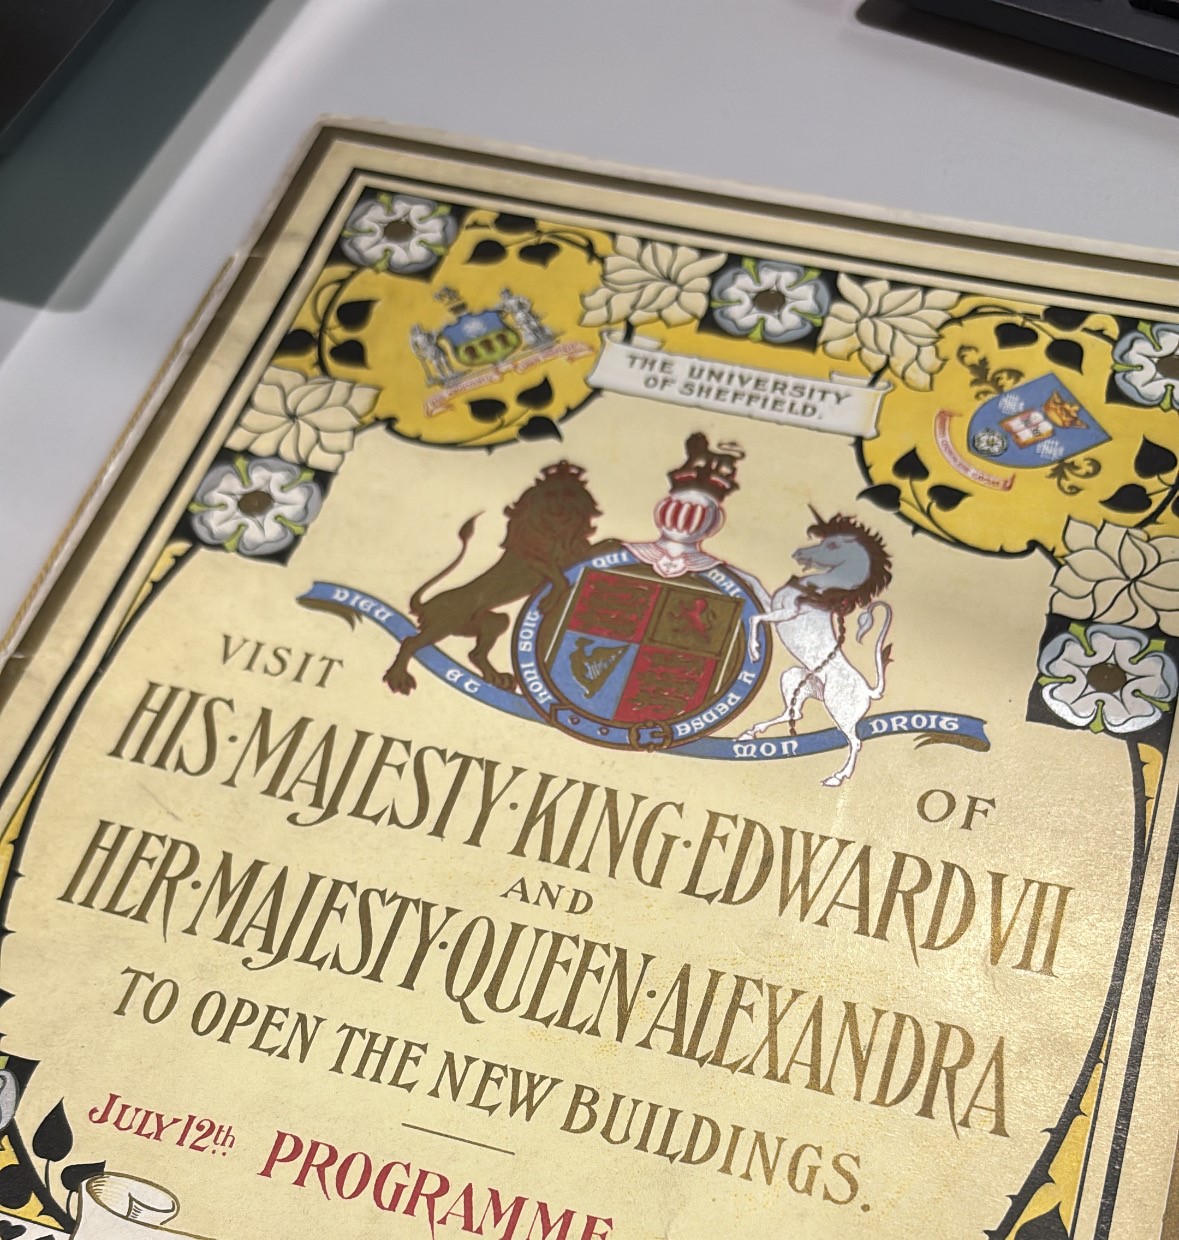 THE UNIVERSITY
OF SHEFFIELD.
QUI
MAL
Y PENSE
HONI SOIT
DIEU
ET
MON
DROIT
VISIT
OF
HIS·MAJESTY·KING·EDWARD VII
AND
HER·MAJESTY·QUEEN·ALEXANDRA
TO OPEN THE NEW BUILDINGS.
JULY 12th PROGRAMME